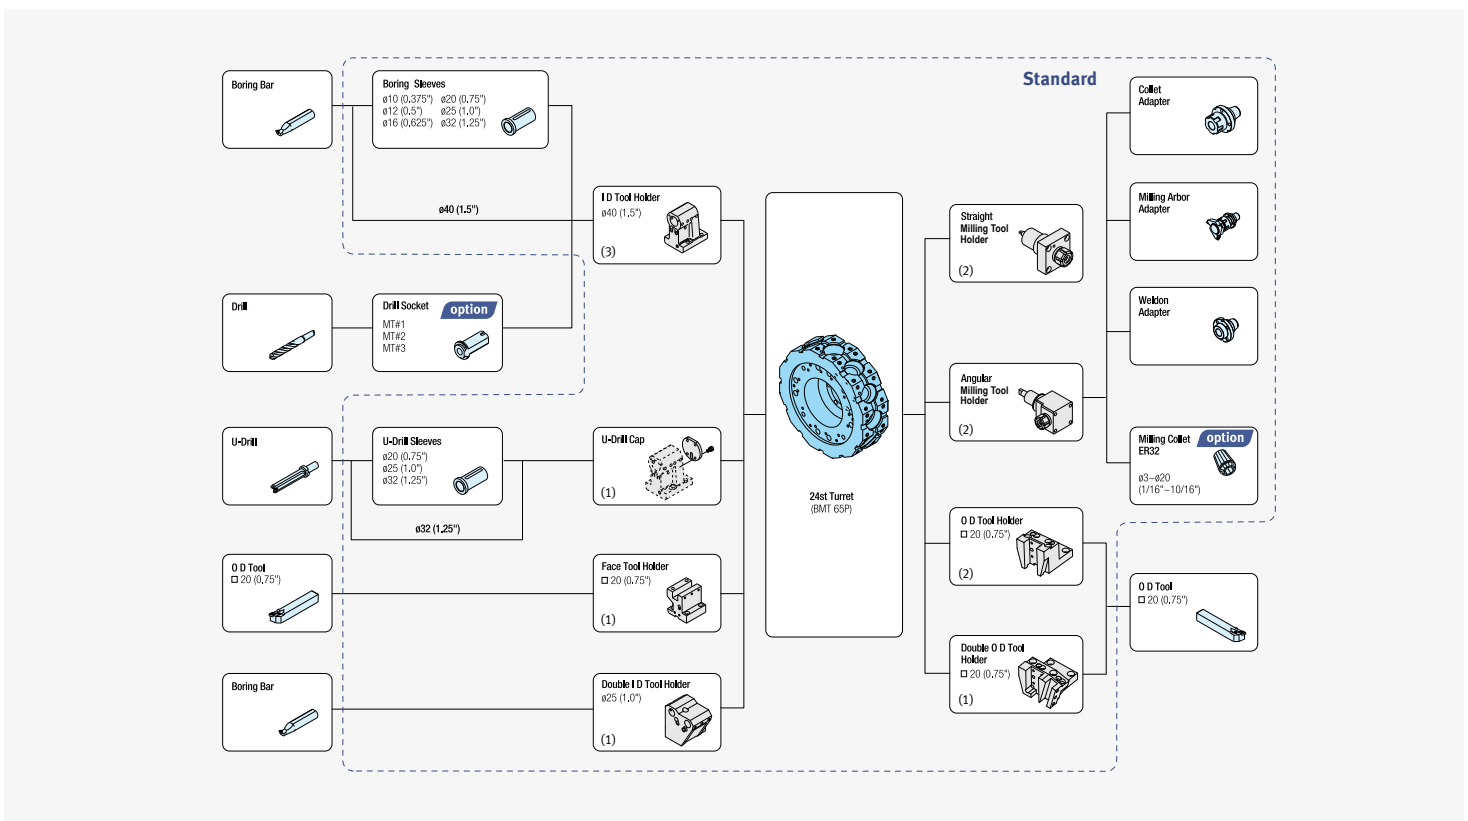 Standard
Boring Bar
Boring Sleeves
ø10 (0.375") ø20 (0.75")
ø12 (0.5") ø25 (1.0")
ø16 (0.625") ø32 (1.25")
ø40 (1.5")
I D Tool Holder
ø40 (1.5")
(3)
Drill
Drill Socket
option
MT#1
MT#2
MT#3
U-Drill
U-Drill Sleeves
ø20 (0.75")
ø25 (1.0")
ø32 (1.25")
ø32 (1.25")
U-Drill Cap
(1)
O D Tool
□ 20 (0.75")
Face Tool Holder
□ 20 (0.75")
(1)
Boring Bar
Double I D Tool Holder
ø25 (1.0")
(1)
24st Turret
(BMT 65P)
Straight
Milling Tool
Holder
(2)
Angular
Milling Tool
Holder
(2)
O D Tool Holder
□ 20 (0.75")
(2)
Double O D Tool
Holder
□ 20 (0.75")
(1)
Collet
Adapter
Milling Arbor
Adapter
Weldon
Adapter
Milling Collet
ER32
option
ø3~ø20
(1/16"~10/16")
O D Tool
□ 20 (0.75")